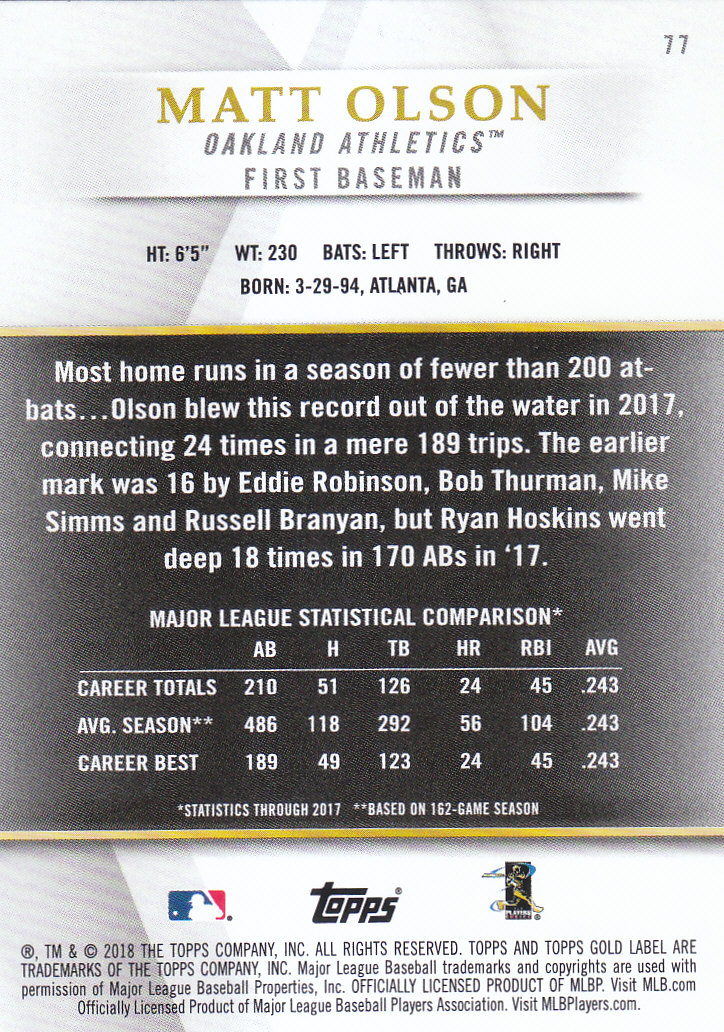 77
MATT OLSON
OAKLAND ATHLETICS™
FIRST BASEMAN
HT: 6'5" WT: 230 BATS: LEFT THROWS: RIGHT
BORN: 3-29-94, ATLANTA, GA
Most home runs in a season of fewer than 200 at-
bats...Olson blew this record out of the water in 2017,
connecting 24 times in a mere 189 trips. The earlier
mark was 16 by Eddie Robinson, Bob Thurman, Mike
Simms and Russell Branyan, but Ryan Hoskins went
deep 18 times in 170 ABs in ‘17.
MAJOR LEAGUE STATISTICAL COMPARISON*
AB H TB HR RBI AVG
CAREER TOTALS 210 51 126 24 45 .243
AVG. SEASON** 486 118 292 56 104 .243
CAREER BEST 189 49 123 24 45 .243
*STATISTICS THROUGH 2017 **BASED ON 162-GAME SEASON
TOPPS®
PLAYERS
®, TM & © 2018 THE TOPPS COMPANY, INC. ALL RIGHTS RESERVED. TOPPS AND TOPPS GOLD LABEL ARE
TRADEMARKS OF THE TOPPS COMPANY, INC. Major League Baseball trademarks and copyrights are used with
permission of Major League Baseball Properties, Inc. OFFICIALLY LICENSED PRODUCT OF MLBP. Visit MLB.com
Officially Licensed Product of Major League Baseball Players Association. Visit MLBPlayers.com.